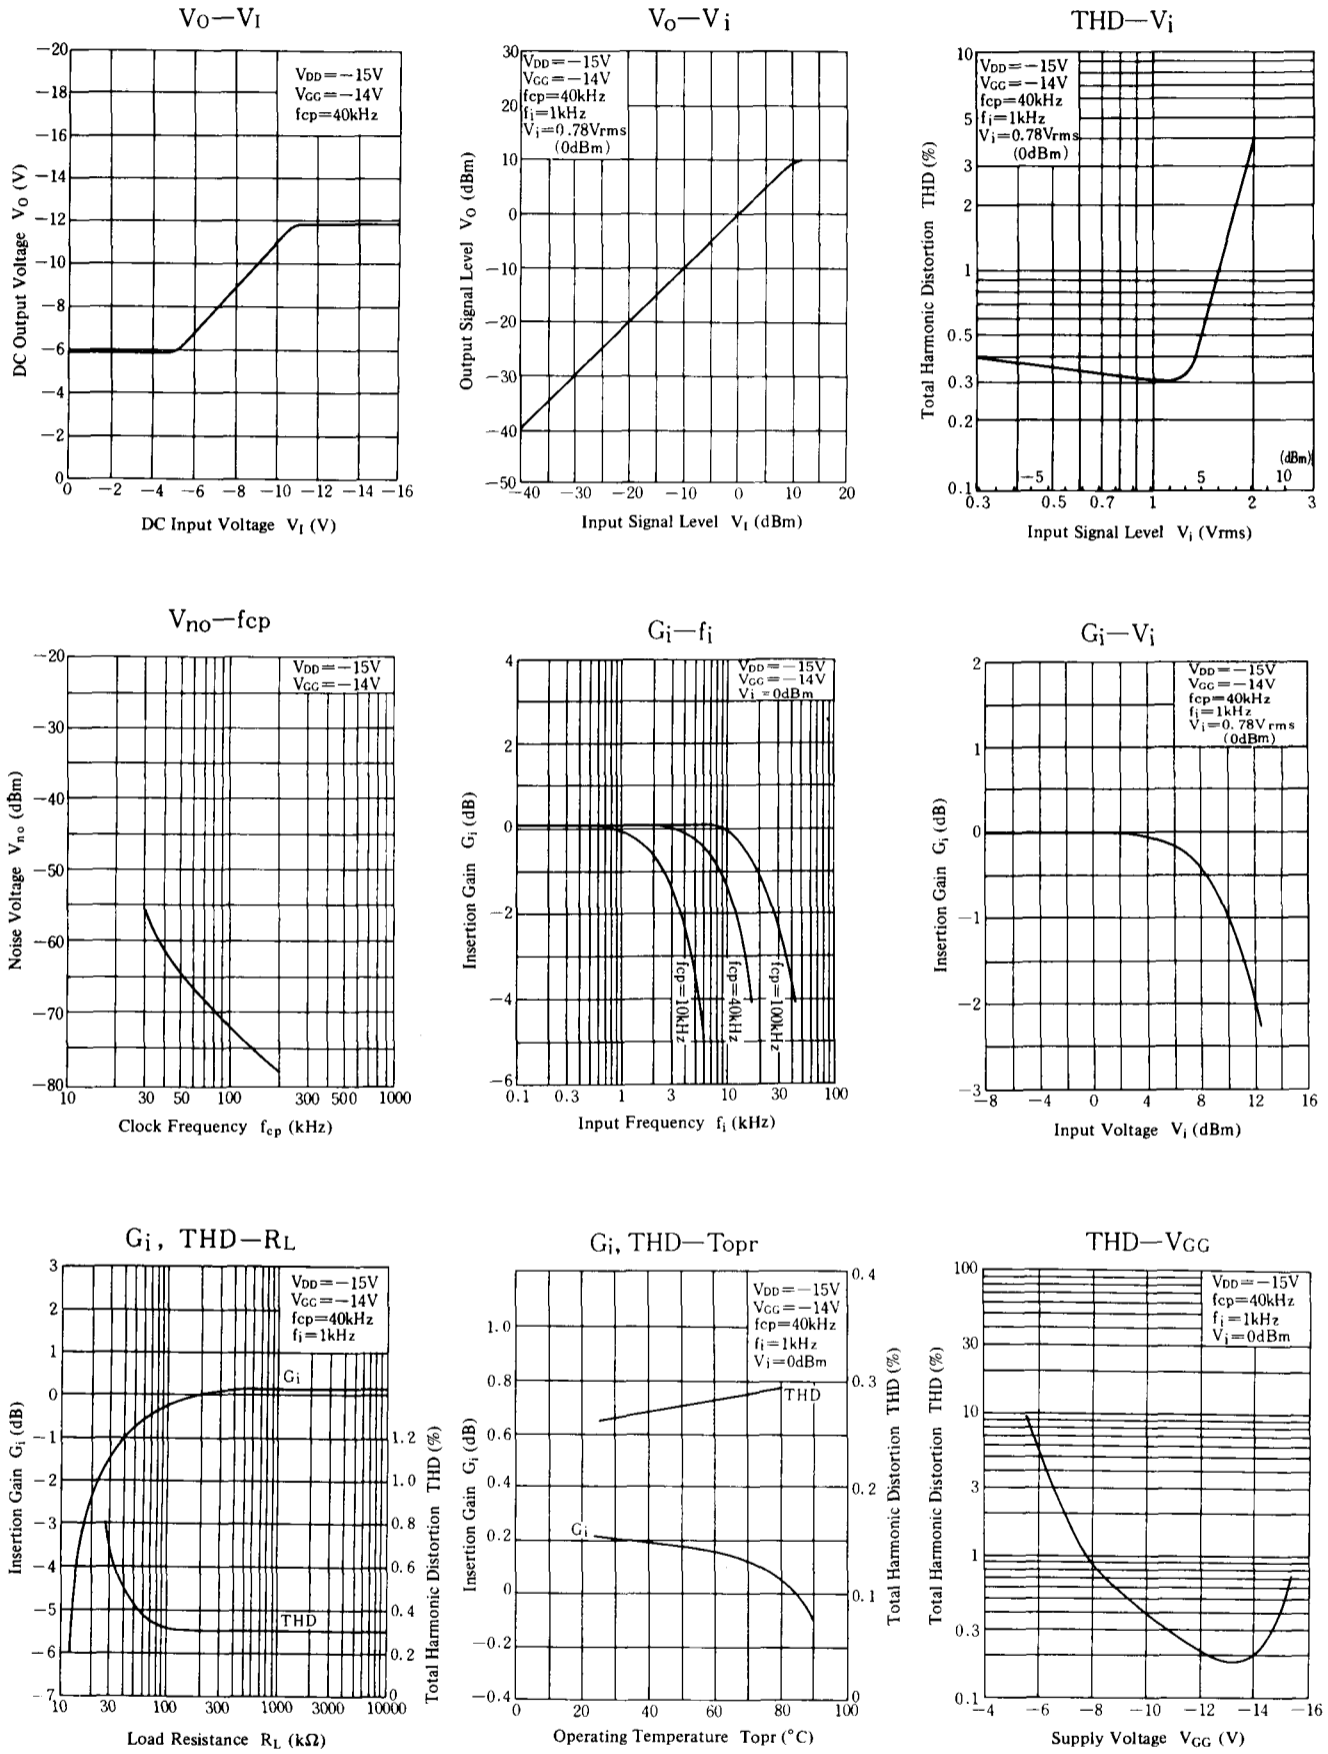 VO—VI
−20
−18
−16
−14
−12
−10
−8
−6
−4
−2
0
VDD=−15V
VGG=−14V
fcp=40kHz
DC Output Voltage VO (V)
0 −2 −4 −6 −8 −10 −12 −14 −16
DC Input Voltage VI (V)
Vo—Vi
30
20
10
0
−10
−20
−30
−40
−50
VDD=−15V
VGG=−14V
fcp=40kHz
fi=1kHz
Vi=0.78Vrms
(0dBm)
Output Signal Level VO (dBm)
−40 −30 −20 −10 0 10 20
Input Signal Level VI (dBm)
THD—Vi
10
5
3
2
1
0.5
0.3
0.2
0.1
VDD=−15V
VGG=−14V
fcp=40kHz
fi=1kHz
Vi=0.78Vrms
(0dBm)
Total Harmonic Distortion THD (%)
(dBm)
−5 5 10
0.3 0.5 0.7 1 2 3
Input Signal Level Vi (Vrms)
Vno—fcp
−20
−30
−40
−50
−60
−70
−80
VDD=−15V
VGG=−14V
Noise Voltage Vno (dBm)
10 30 50 100 300 500 1000
Clock Frequency fcp (kHz)
Gi—fi
4
2
0
−2
−4
−6
VDD=−15V
VGG=−14V
Vi=0dBm
Insertion Gain Gi (dB)
fcp=10kHz
fcp=40kHz
fcp=100kHz
0.1 0.3 1 3 10 30 100
Input Frequency fi (kHz)
Gi—Vi
2
1
0
−1
−2
−3
VDD=−15V
VGG=−14V
fcp=40kHz
fi=1kHz
Vi=0.78Vrms
(0dBm)
Insertion Gain Gi (dB)
−8 −4 0 4 8 12 16
Input Voltage Vi (dBm)
Gi, THD—RL
3
2
1
0
−1
−2
−3
−4
−5
−6
−7
VDD=−15V
VGG=−14V
fcp=40kHz
fi=1kHz
Gi
THD
Insertion Gain Gi (dB)
1.2
1.0
0.8
0.6
0.4
0.2
0
Total Harmonic Distortion THD (%)
10 30 100 300 1000 10000
Load Resistance RL (kΩ)
Gi, THD—Topr
1.0
0.8
0.6
0.4
0.2
0
−0.2
−0.4
VDD=−15V
VGG=−14V
fcp=40kHz
fi=1kHz
Vi=0dBm
THD
Gi
Insertion Gain Gi (dB)
0.4
0.3
0.2
0.1
0
Total Harmonic Distortion THD (%)
0 20 40 60 80 100
Operating Temperature Topr (°C)
THD—VGG
100
30
10
3
1
0.3
0.1
VDD=−15V
fcp=40kHz
fi=1kHz
Vi=0dBm
Total Harmonic Distortion THD (%)
−4 −6 −8 −10 −12 −14 −16
Supply Voltage VGG (V)